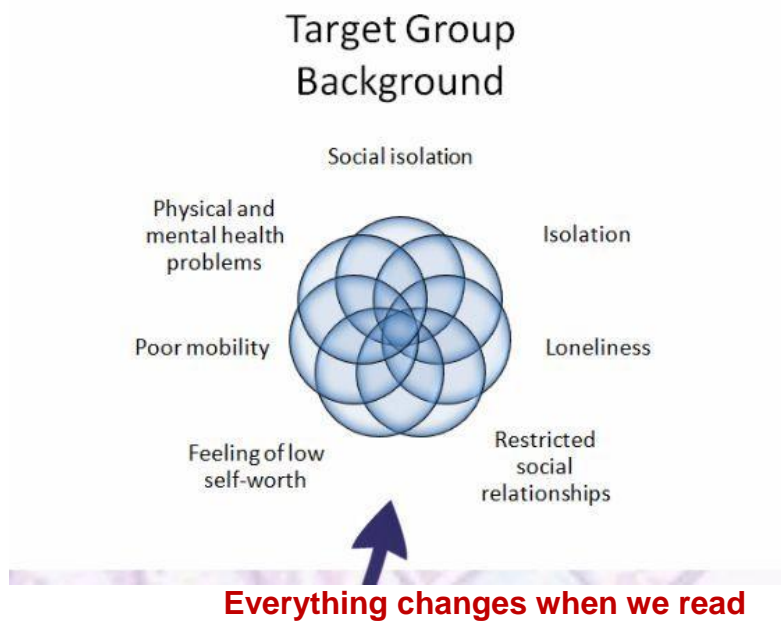 Target Group
Background
Social isolation
Physical and
mental health
problems
Isolation
Poor mobility
Loneliness
Feeling of low
self-worth
Restricted
social
relationships
Everything changes when we read